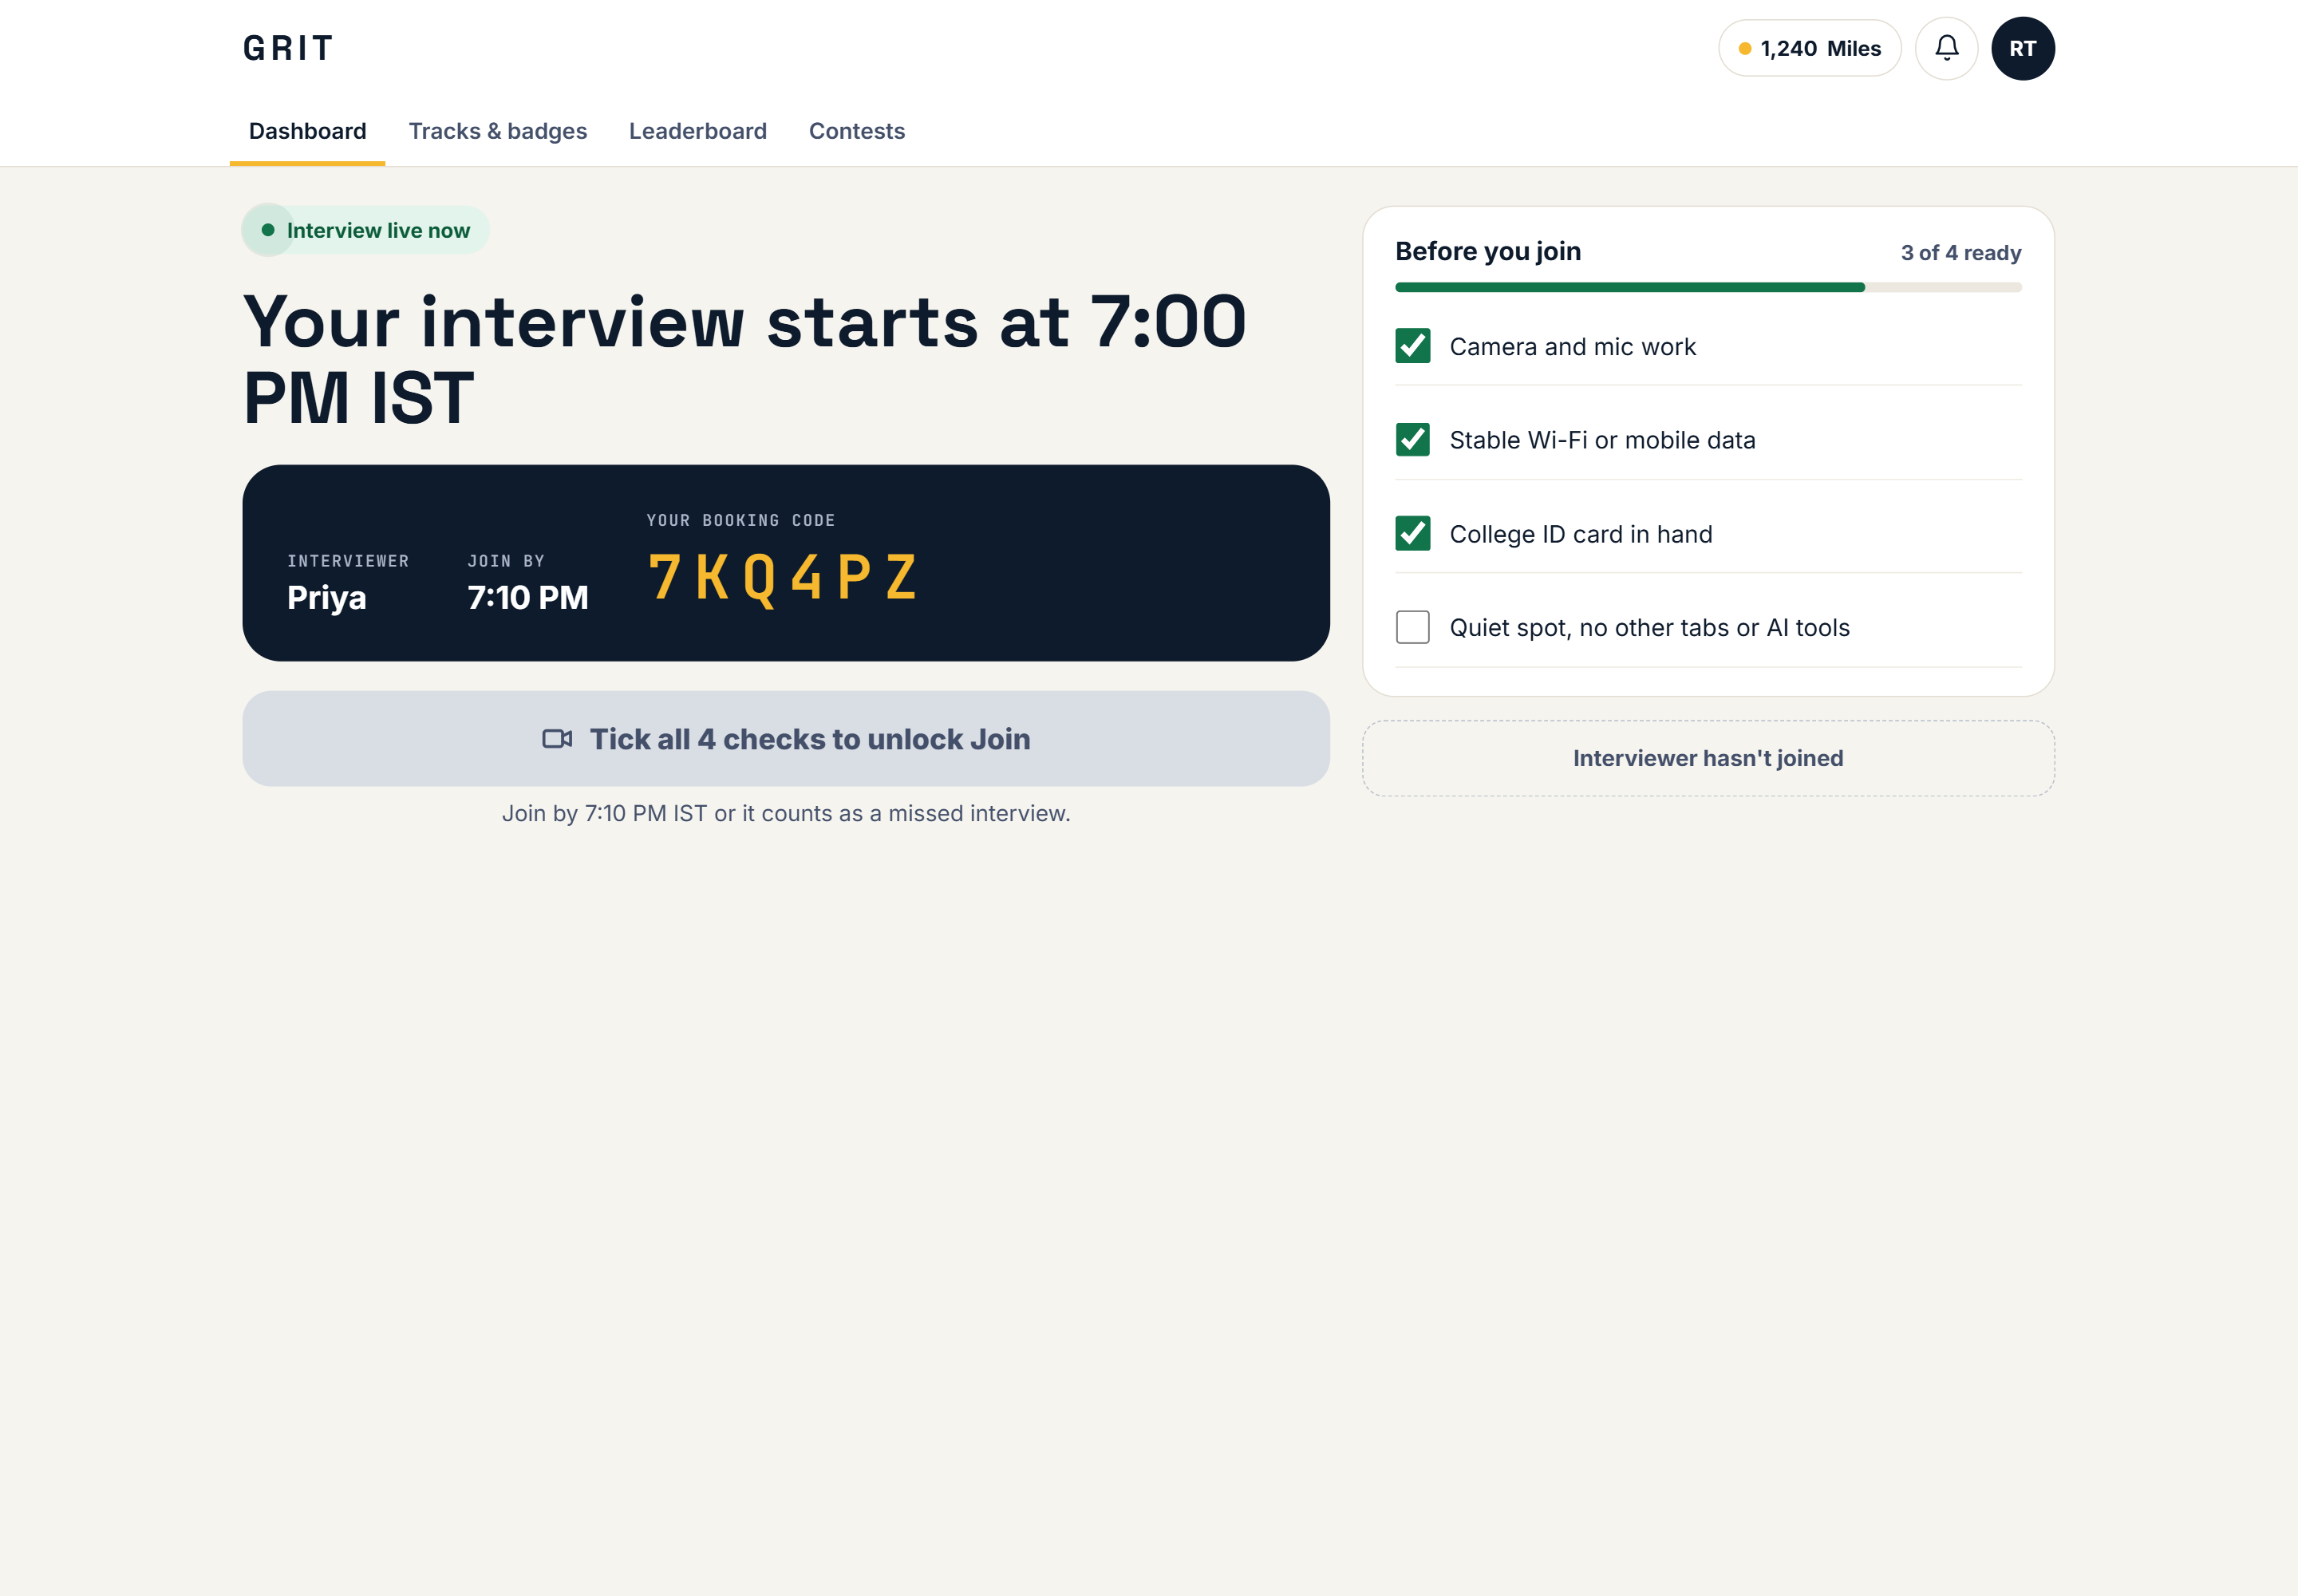 GRIT
1,240 Miles
RT
Dashboard
Tracks & badges
Leaderboard
Contests
Interview live now
Your interview starts at 7:00
PM IST
INTERVIEWER
Priya
JOIN BY
7:10 PM
YOUR BOOKING CODE
7KQ4PZ
Tick all 4 checks to unlock Join
Join by 7:10 PM IST or it counts as a missed interview.
Before you join
3 of 4 ready
Camera and mic work
Stable Wi-Fi or mobile data
College ID card in hand
Quiet spot, no other tabs or AI tools
Interviewer hasn't joined